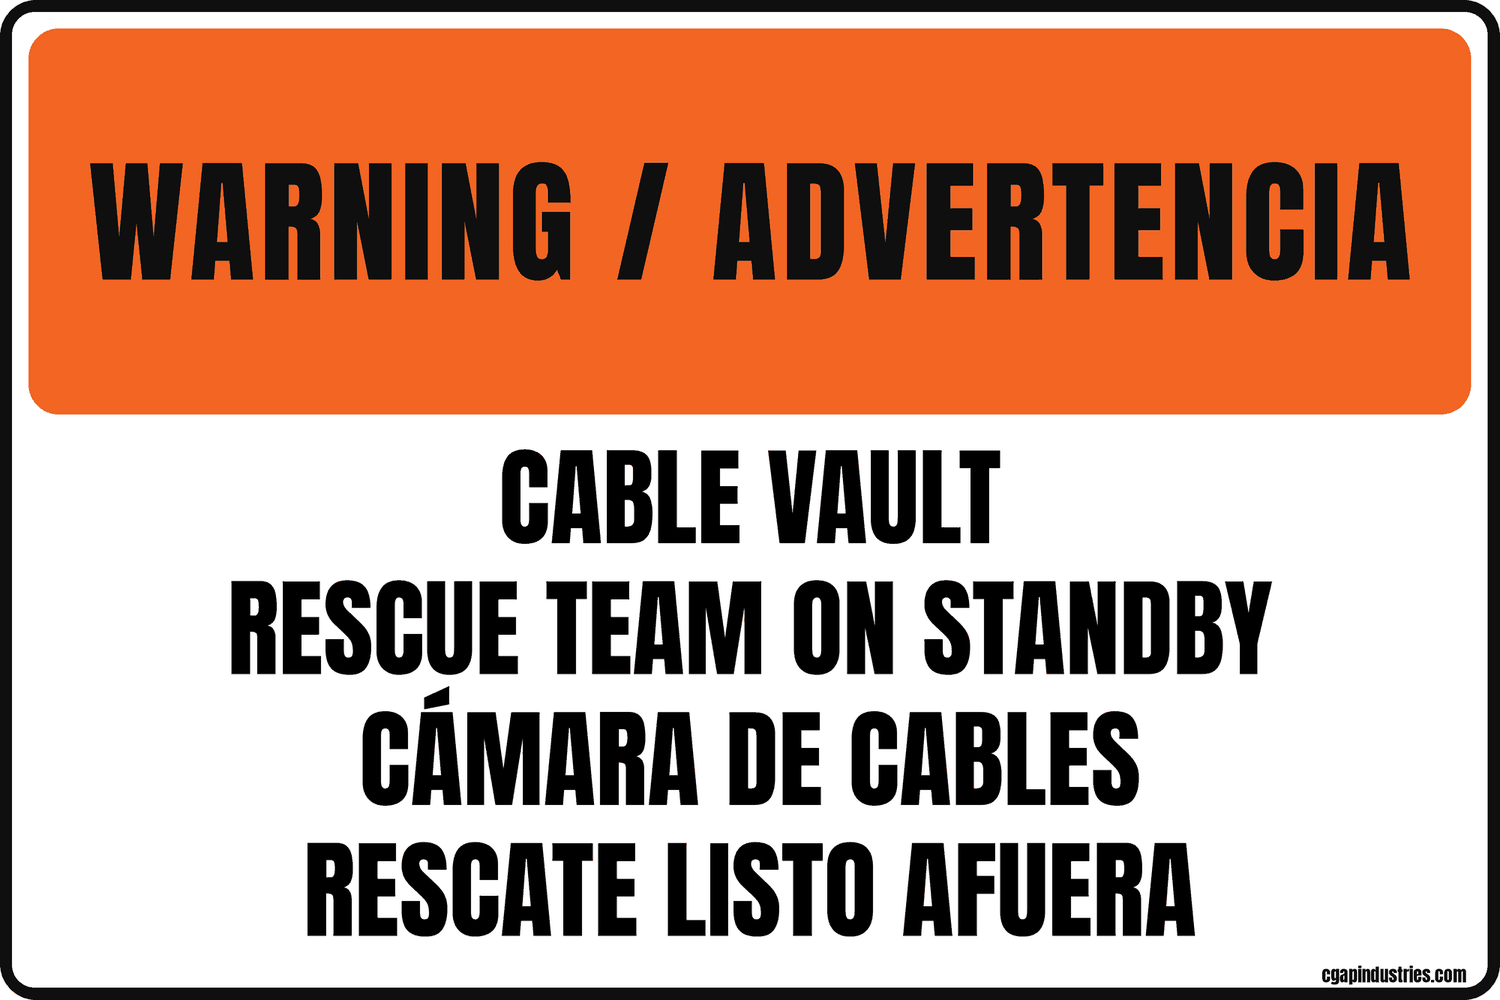 WARNING / ADVERTENCIA
CABLE VAULT
RESCUE TEAM ON STANDBY
CÁMARA DE CABLES
RESCATE LISTO AFUERA
cgapindustries.com